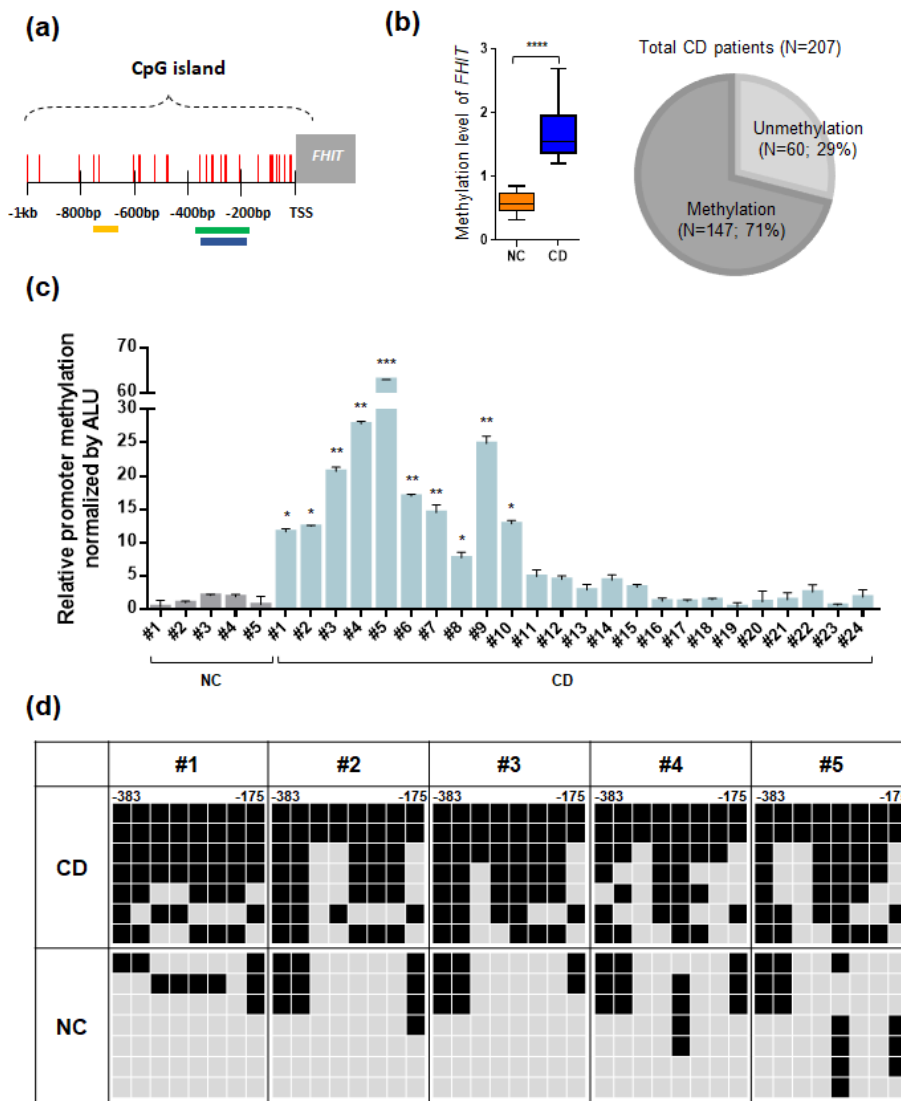 (a)
CpG island
FHIT
-1kb -800bp -600bp -400bp -200bp TSS
(b)
Methylation level of FHIT
3
2
1
0
****
NC CD
Total CD patients (N=207)
Unmethylation
(N=60; 29%)
Methylation
(N=147; 71%)
(c)
Relative promoter methylation
normalized by ALU
70
60
30
25
20
15
10
5
0
* * ** ** *** ** ** * ** *
#1 #2 #3 #4 #5 #1 #2 #3 #4 #5 #6 #7 #8 #9 #10 #11 #12 #13 #14 #15 #16 #17 #18 #19 #20 #21 #22 #23 #24
NC CD
(d)
#1 #2 #3 #4 #5
-383 -175 -383 -175 -383 -175 -383 -175 -383 -175
CD
NC